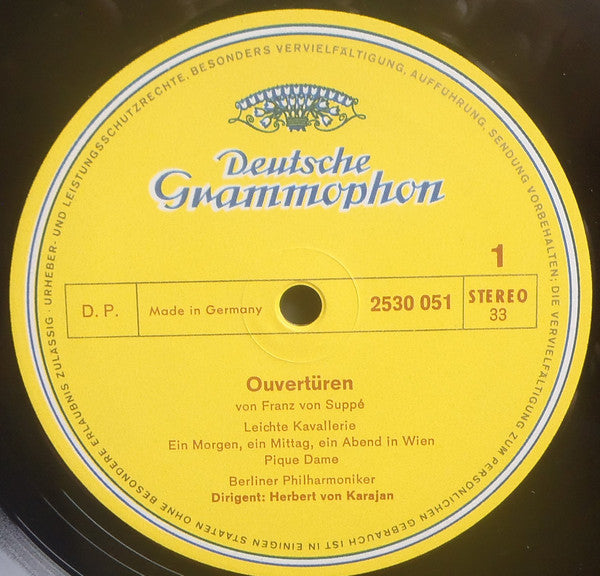 URHEBER- UND LEISTUNGSSCHUTZRECHTE, BESONDERS VERVIELFÄLTIGUNG, AUFFÜHRUNG, SENDUNG VORBEHALTEN; DIE VERVIELFÄLTIGUNG ZUM PERSÖNLICHEN GEBRAUCH IST IN EINIGEN STAATEN OHNE BESONDERE ERLAUBNIS ZULÄSSIG ·
Deutsche
Grammophon
1
D. P.
Made in Germany
2530 051
STEREO
33
Ouvertüren
von Franz von Suppé
Leichte Kavallerie
Ein Morgen, ein Mittag, ein Abend in Wien
Pique Dame
Berliner Philharmoniker
Dirigent: Herbert von Karajan